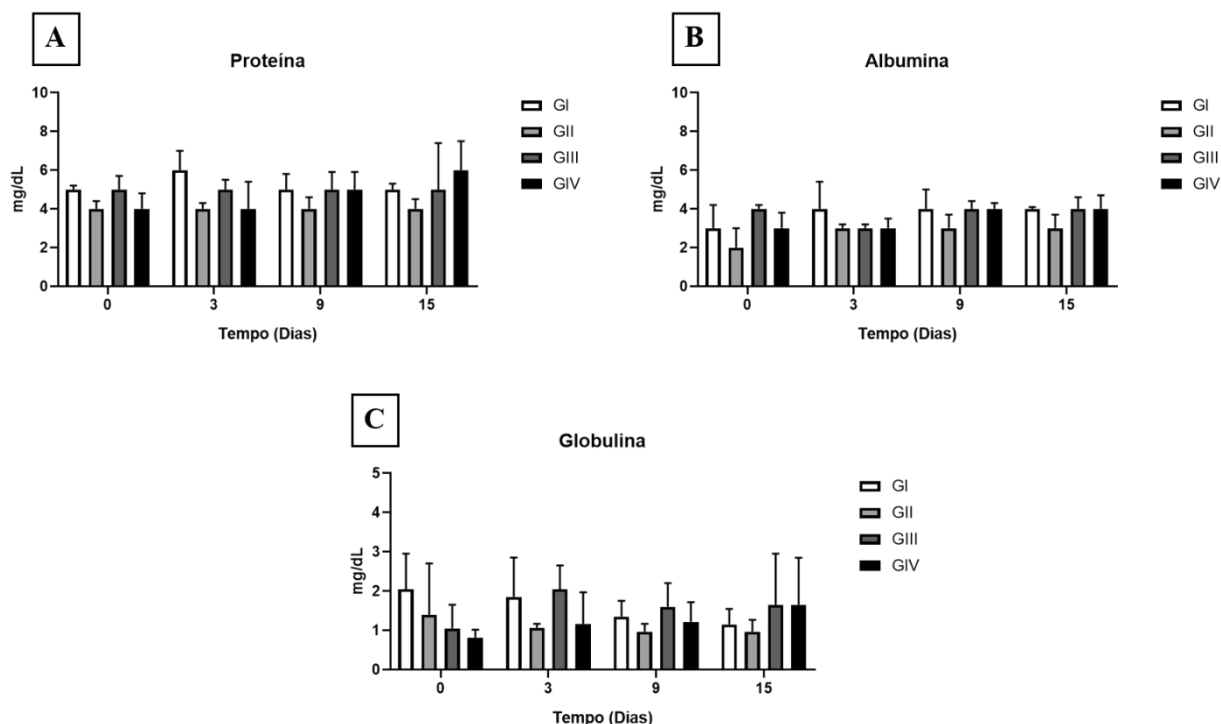 A
Proteína
10
8
6
4
2
0
mg/dL
0 3 9 15
Tempo (Dias)
GI
GII
GIII
GIV
B
Albumina
10
8
6
4
2
0
mg/dL
0 3 9 15
Tempo (Dias)
GI
GII
GIII
GIV
C
Globulina
5
4
3
2
1
0
mg/dL
0 3 9 15
Tempo (Dias)
GI
GII
GIII
GIV